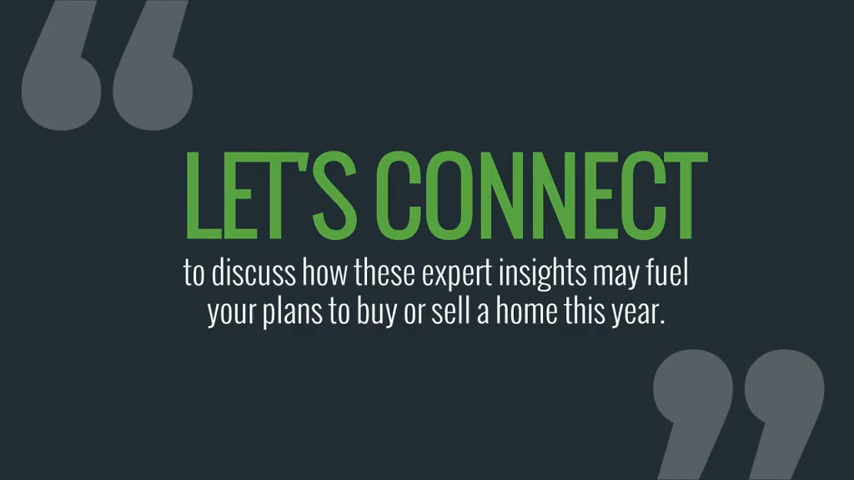 LET'S CONNECT
to discuss how these expert insights may fuel
your plans to buy or sell a home this year.